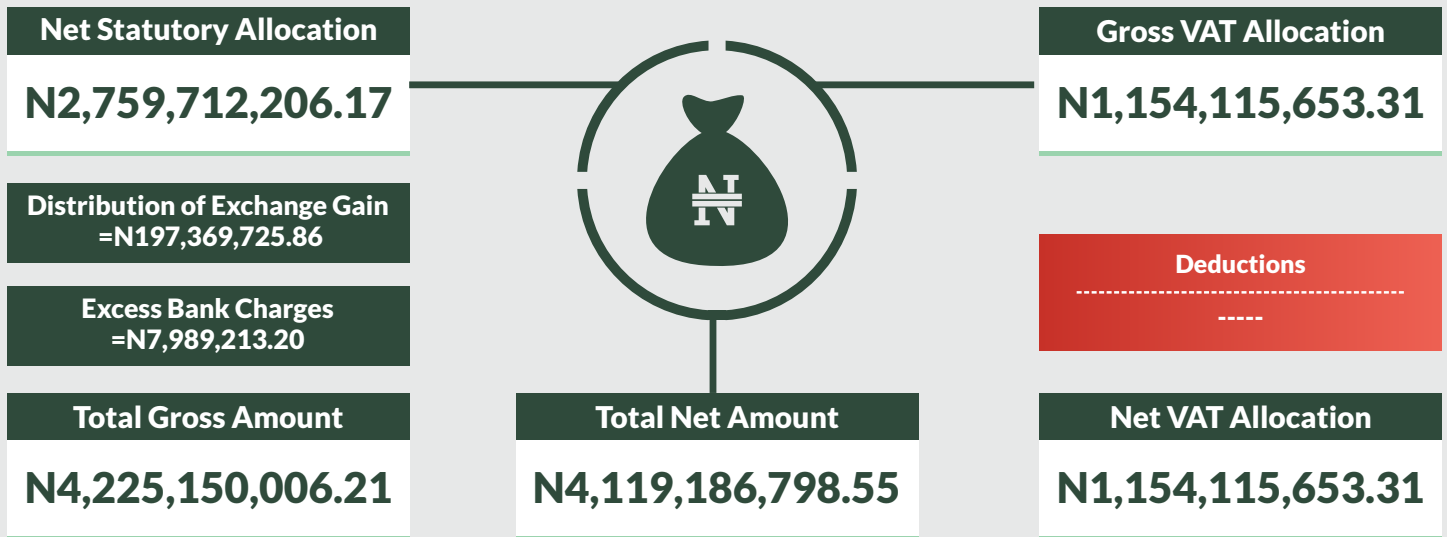 Net Statutory Allocation
N2,759,712,206.17
Distribution of Exchange Gain
=N197,369,725.86
Excess Bank Charges
=N7,989,213.20
Total Gross Amount
N4,225,150,006.21
₦
Total Net Amount
N4,119,186,798.55
Gross VAT Allocation
N1,154,115,653.31
Deductions
--------------------------------------------
-----
Net VAT Allocation
N1,154,115,653.31